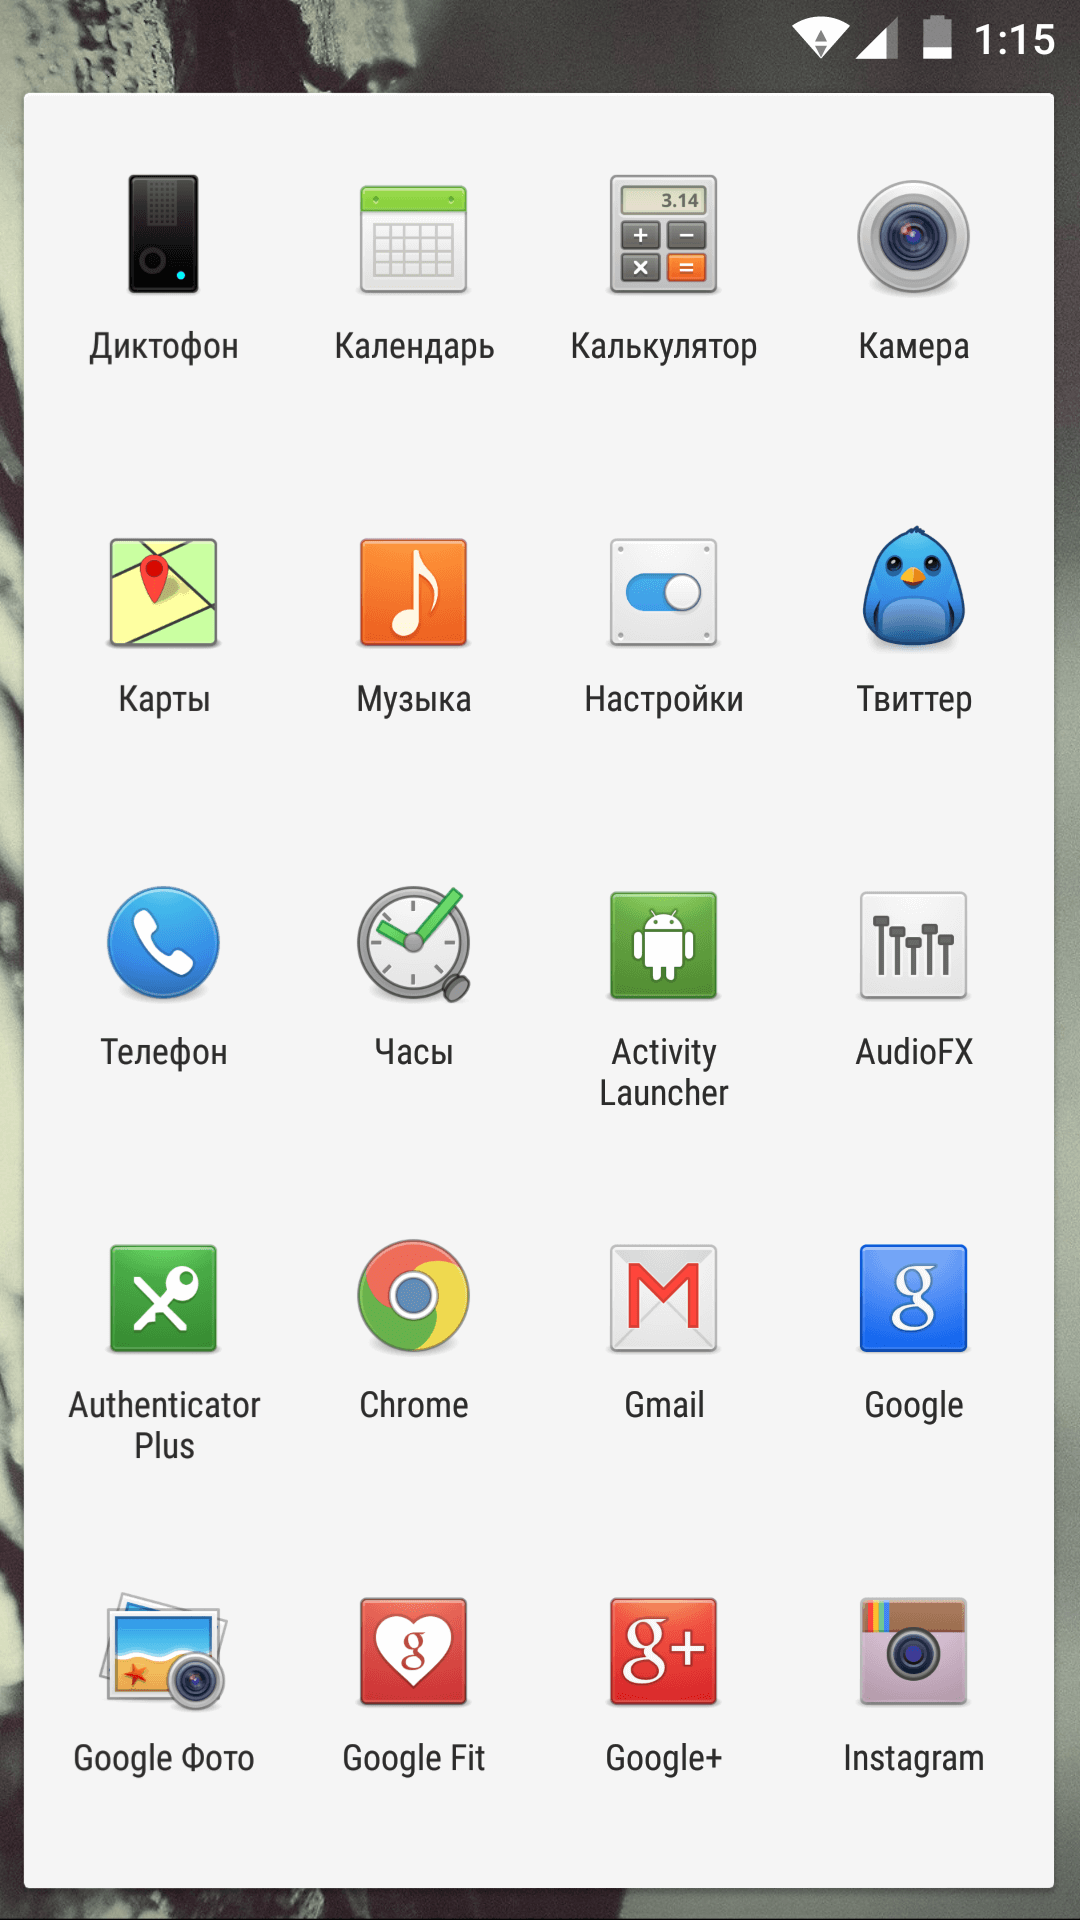 1:15
3.14
Диктофон
Календарь
Калькулятор
Камера
Карты
Музыка
Настройки
Твиттер
Телефон
Часы
Activity
Launcher
AudioFX
Authenticator
Plus
Chrome
Gmail
Google
g
g
g+
Google Фото
Google Fit
Google+
Instagram